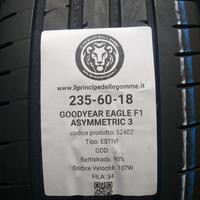 www.ilprincipedellegomme.it
235-60-18
GOODYEAR EAGLE F1
ASYMMETRIC 3
codice prodotto: 52402
Tipo: ESTIVI
COD:
Battistrada: 90%
Codice Velocità: 107W
FILA: 34